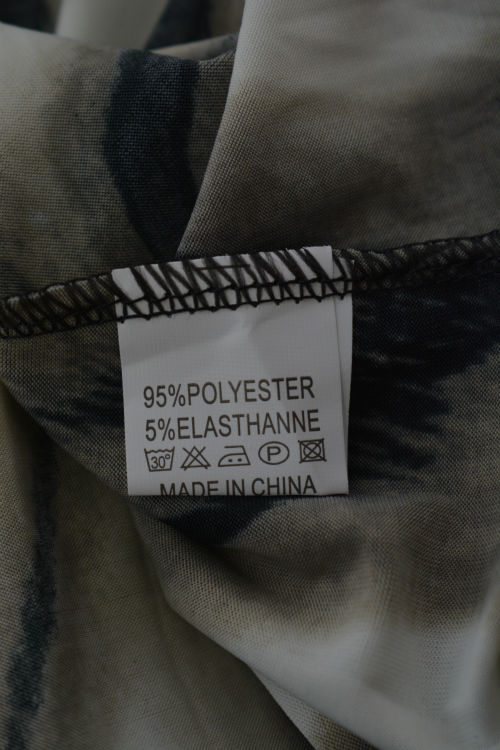 95%POLYESTER
5%ELASTHANNE
30° P
MADE IN CHINA